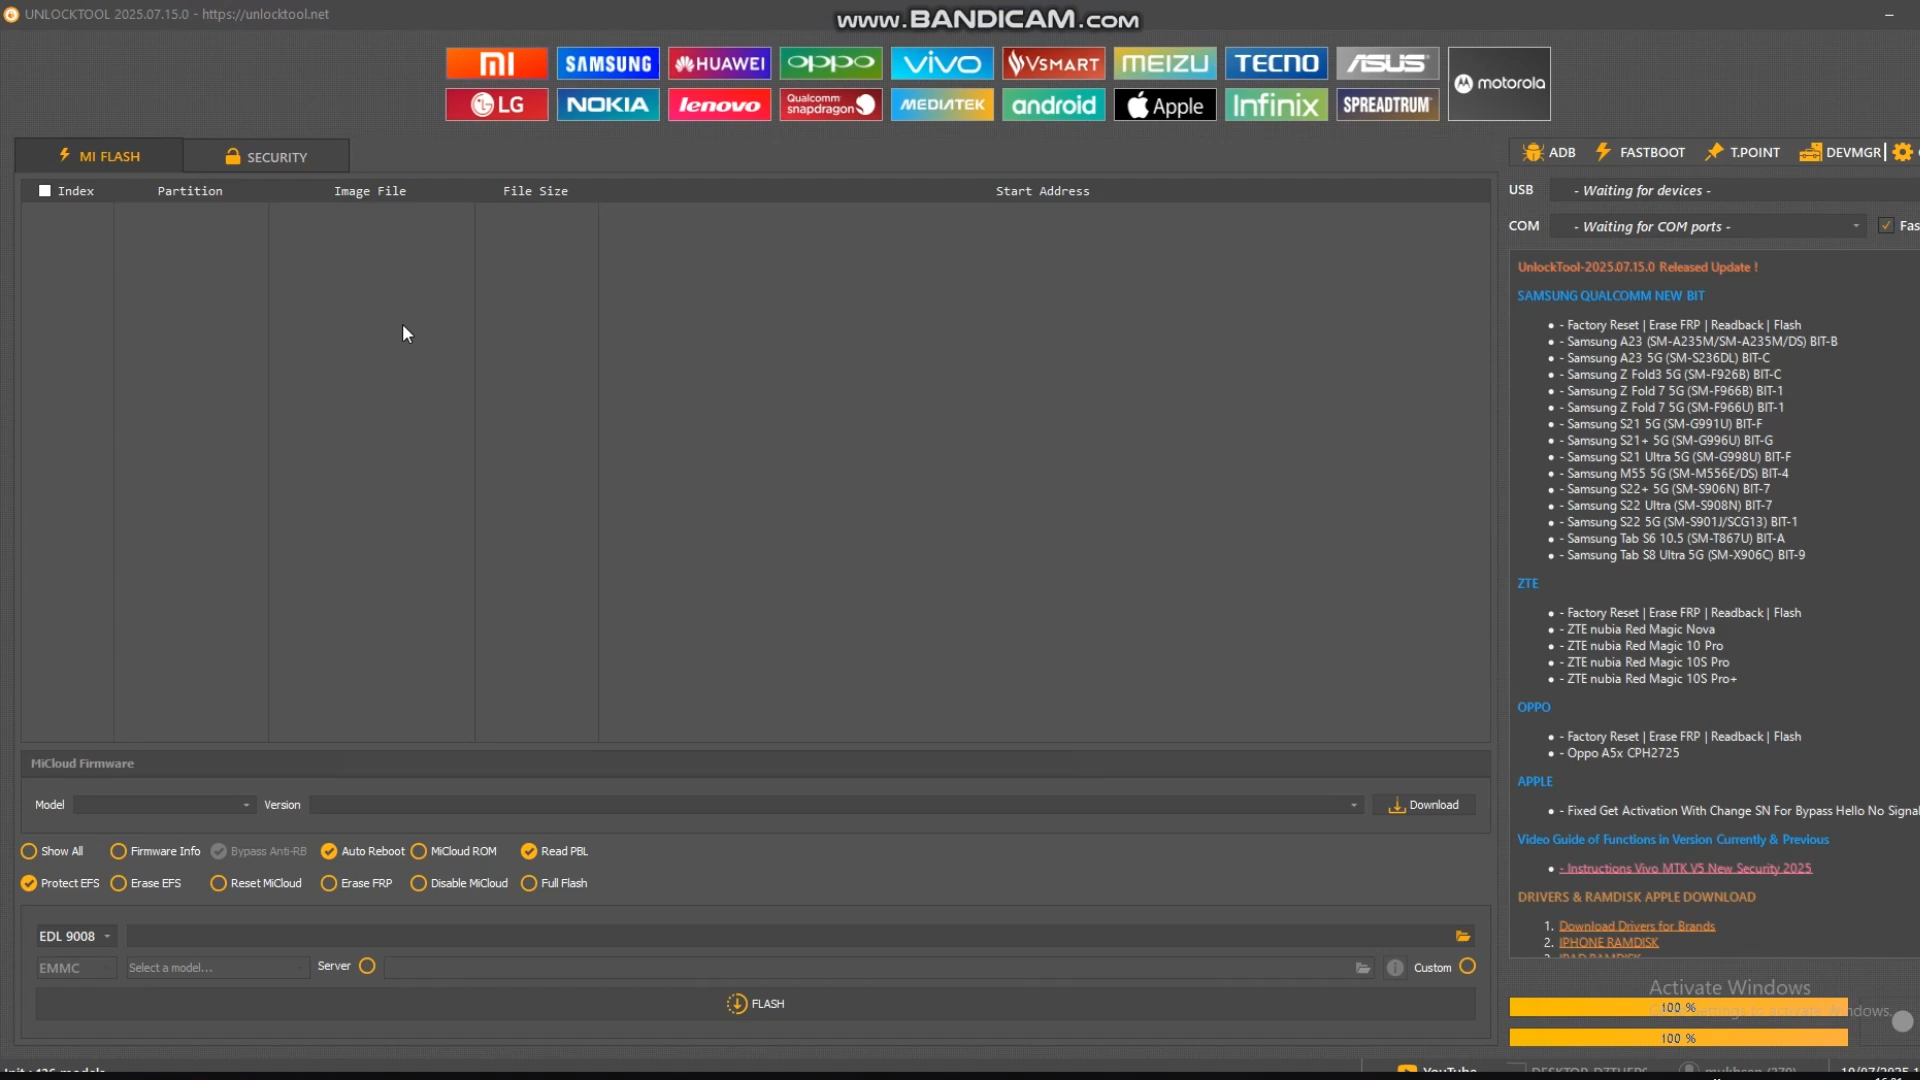 UNLOCKTOOL 2025.07.15.0 - https://unlocktool.net
www.BANDICAM.com
MI SAMSUNG HUAWEI oppo vivo VSMART MEIZU TECNO ASUS motorola
LG NOKIA lenovo Qualcomm snapdragon MEDIATEK android Apple Infinix SPREADTRUM
MI FLASH SECURITY
ADB FASTBOOT T.POINT DEVMGR
Index Partition Image File File Size Start Address
USB - Waiting for devices -
COM - Waiting for COM ports - Fas
UnlockTool-2025.07.15.0 Released Update !
SAMSUNG QUALCOMM NEW BIT
- Factory Reset | Erase FRP | Readback | Flash
- Samsung A23 (SM-A235M/SM-A235M/DS) BIT-B
- Samsung A23 5G (SM-S236DL) BIT-C
- Samsung Z Fold3 5G (SM-F926B) BIT-C
- Samsung Z Fold 7 5G (SM-F966B) BIT-1
- Samsung Z Fold 7 5G (SM-F966U) BIT-1
- Samsung S21 5G (SM-G991U) BIT-F
- Samsung S21+ 5G (SM-G996U) BIT-G
- Samsung S21 Ultra 5G (SM-G998U) BIT-F
- Samsung M55 5G (SM-M556E/DS) BIT-4
- Samsung S22+ 5G (SM-S906N) BIT-7
- Samsung S22 Ultra (SM-S908N) BIT-7
- Samsung S22 5G (SM-S901J/SCG13) BIT-1
- Samsung Tab S6 10.5 (SM-T867U) BIT-A
- Samsung Tab S8 Ultra 5G (SM-X906C) BIT-9
ZTE
- Factory Reset | Erase FRP | Readback | Flash
- ZTE nubia Red Magic Nova
- ZTE nubia Red Magic 10 Pro
- ZTE nubia Red Magic 10S Pro
- ZTE nubia Red Magic 10S Pro+
OPPO
- Factory Reset | Erase FRP | Readback | Flash
- Oppo A5x CPH2725
APPLE
- Fixed Get Activation With Change SN For Bypass Hello No Signal
Video Guide of Functions in Version Currently & Previous
- Instructions Vivo MTK V5 New Security 2025
DRIVERS & RAMDISK APPLE DOWNLOAD
1. Download Drivers for Brands
2. IPHONE RAMDISK
MiCloud Firmware
Model Version Download
Show All Firmware Info Bypass Anti-RB Auto Reboot MiCloud ROM Read PBL
Protect EFS Erase EFS Reset MiCloud Erase FRP Disable MiCloud Full Flash
EDL 9008
EMMC Select a model... Server Custom
FLASH
Activate Windows
100 %
100 %
YouTube